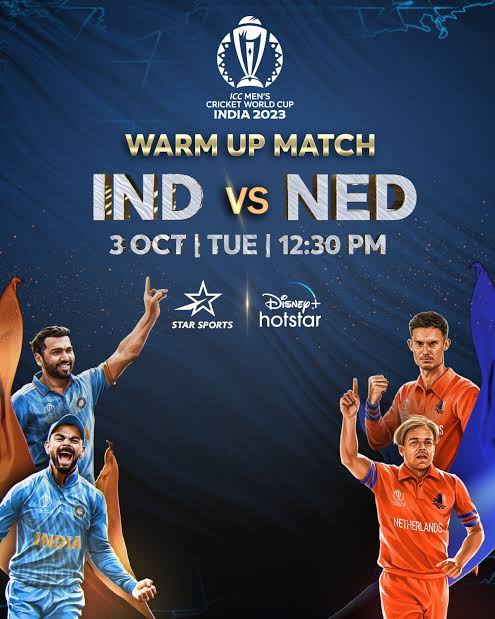 ICC MEN'S
CRICKET WORLD CUP
INDIA 2023
WARM UP MATCH
IND VS NED
3 OCT | TUE | 12:30 PM
STAR SPORTS
Disney+
hotstar
INDIA
NETHERLANDS